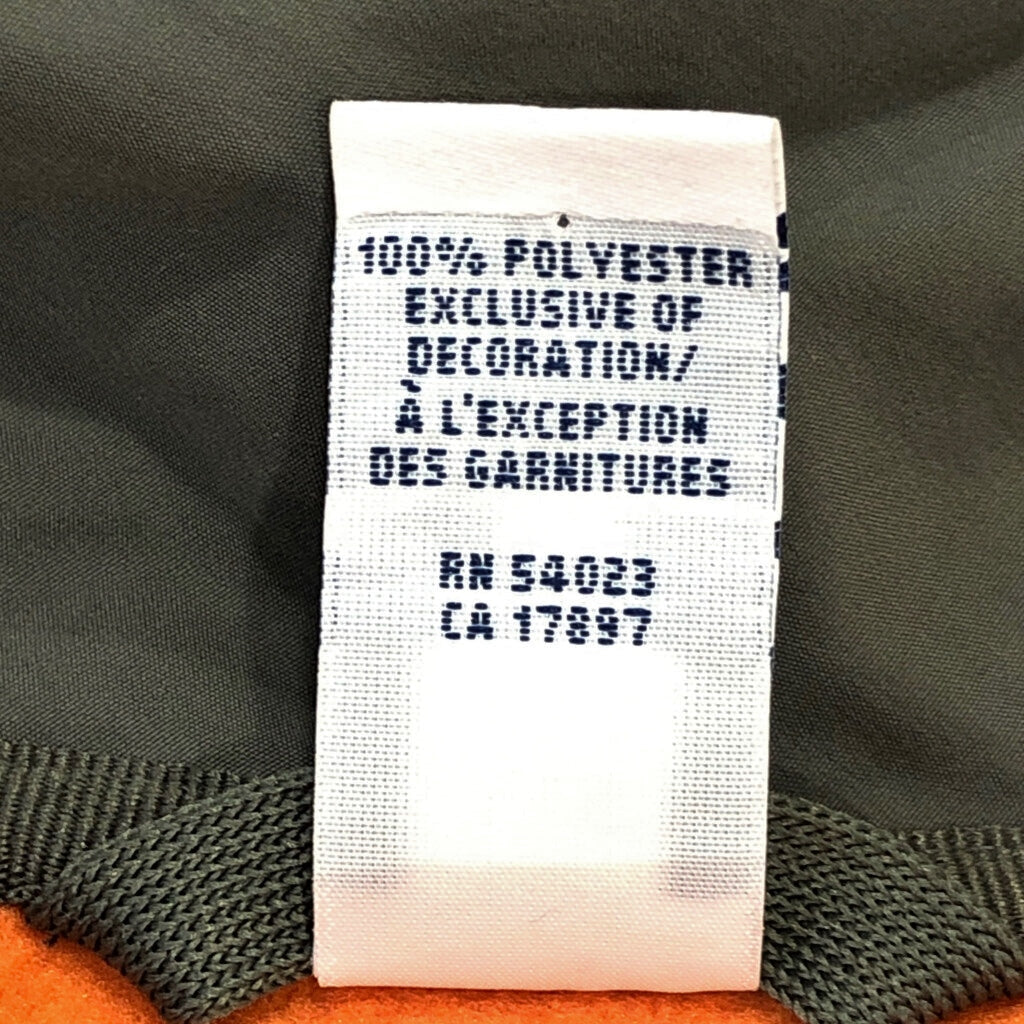 100% POLYESTER
EXCLUSIVE OF
DECORATION/
À L'EXCEPTION
DES GARNITURES
RN 54023
CA 17897